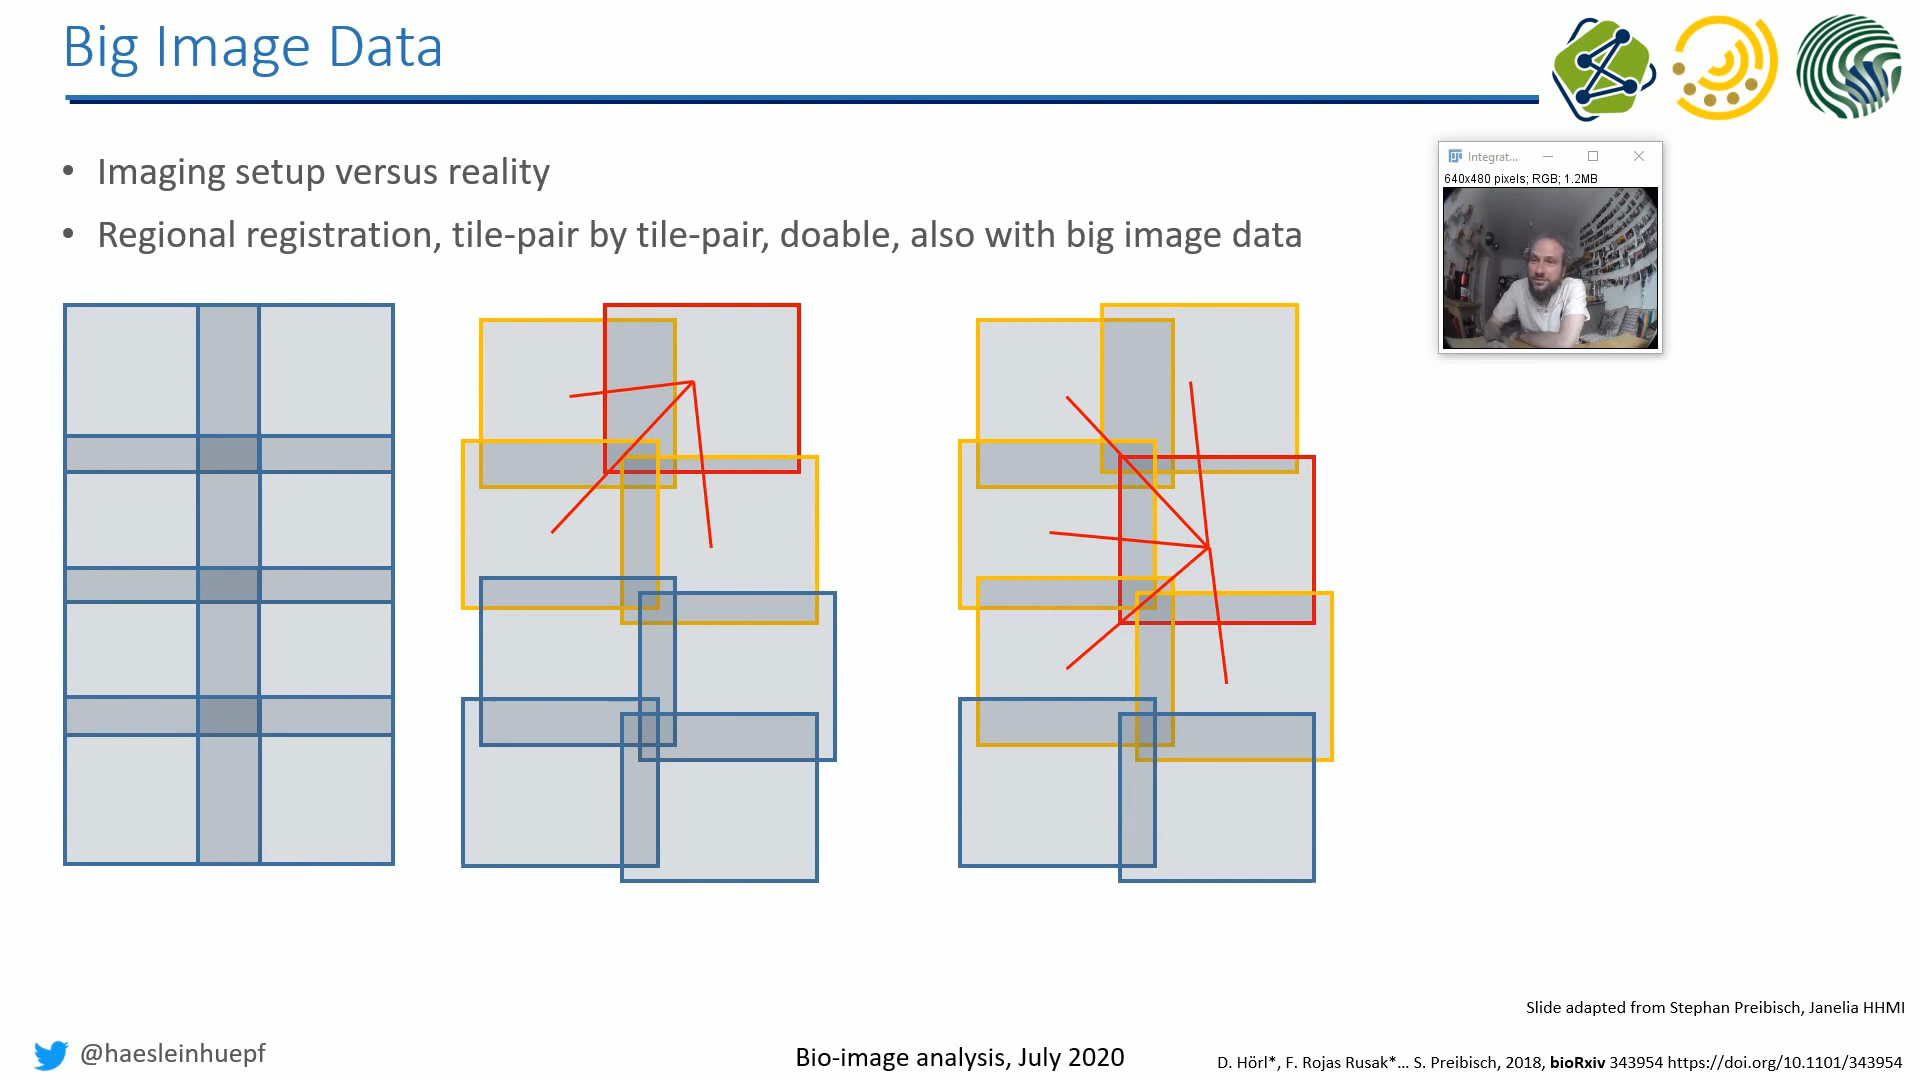 Big Image Data
• Imaging setup versus reality
• Regional registration, tile-pair by tile-pair, doable, also with big image data
Integrat...
640x480 pixels; RGB; 1.2MB
Slide adapted from Stephan Preibisch, Janelia HHMI
@haesleinhuepf
Bio-image analysis, July 2020
D. Hörl*, F. Rojas Rusak*... S. Preibisch, 2018, bioRxiv 343954 https://doi.org/10.1101/343954